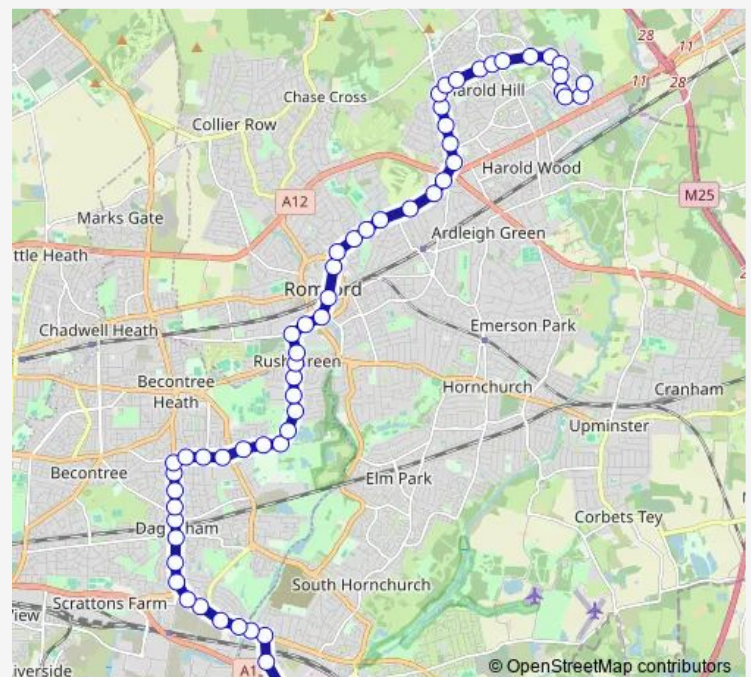 28
11
11
28
Chase Cross
Harold Hill
Collier Row
Harold Wood
A12
M25
Marks Gate
Ardleigh Green
ttle Heath
Romford
Chadwell Heath
Emerson Park
Rush Green
Becontree
Heath
Hornchurch
Cranham
Upminster
Becontree
Elm Park
Dagenham
Corbets Tey
South Hornchurch
Scrattons Farm
iew
A1
iverside
© OpenStreetMap contributors